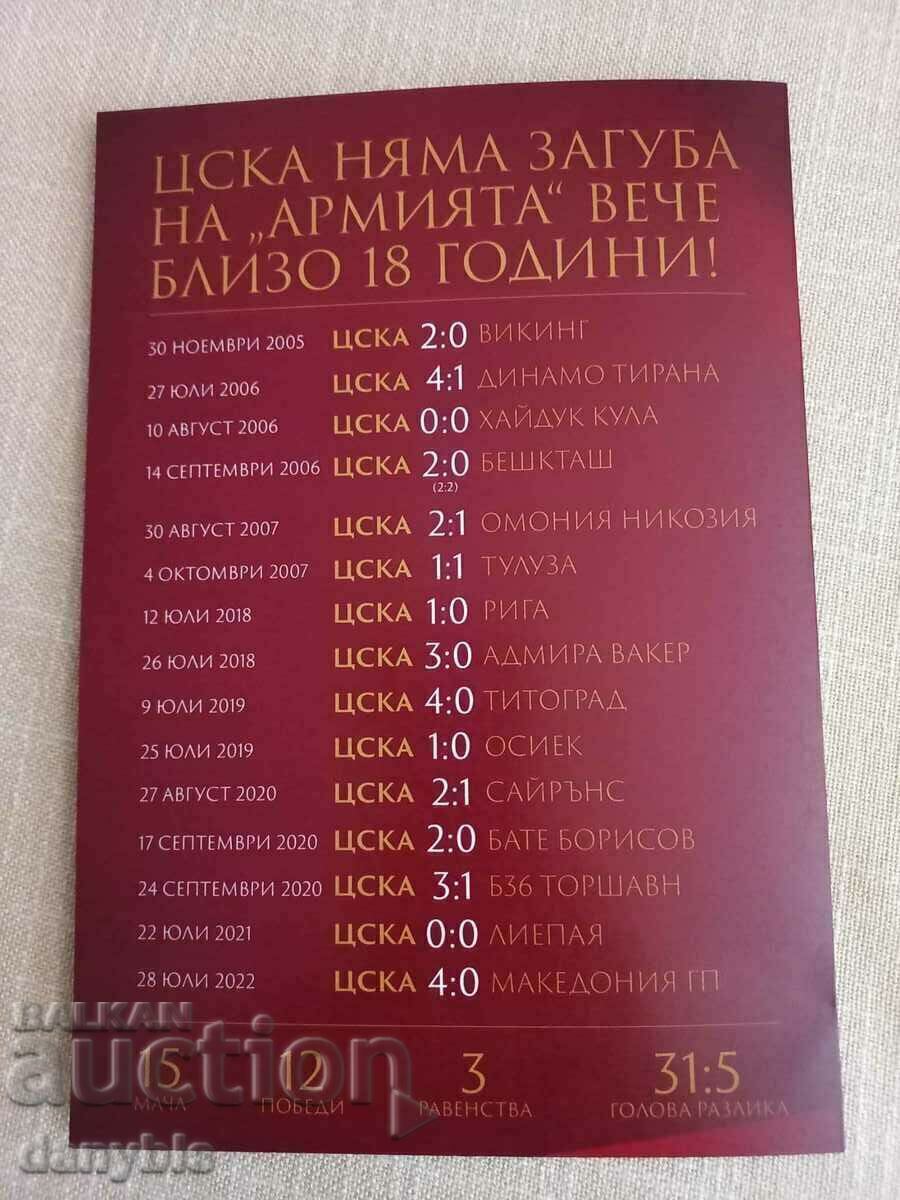 ЦСКА НЯМА ЗАГУБА
НА „АРМИЯТА“ ВЕЧЕ
БЛИЗО 18 ГОДИНИ!
30 НОЕМВРИ 2005 ЦСКА 2:0 ВИКИНГ
27 ЮЛИ 2006 ЦСКА 4:1 ДИНАМО ТИРАНА
10 АВГУСТ 2006 ЦСКА 0:0 ХАЙДУК КУЛА
14 СЕПТЕМВРИ 2006 ЦСКА 2:0 БЕШКТАШ
(2:2)
30 АВГУСТ 2007 ЦСКА 2:1 ОМОНИЯ НИКОЗИЯ
4 ОКТОМВРИ 2007 ЦСКА 1:1 ТУЛУЗА
12 ЮЛИ 2018 ЦСКА 1:0 РИГА
26 ЮЛИ 2018 ЦСКА 3:0 АДМИРА ВАКЕР
9 ЮЛИ 2019 ЦСКА 4:0 ТИТОГРАД
25 ЮЛИ 2019 ЦСКА 1:0 ОСИЕК
27 АВГУСТ 2020 ЦСКА 2:1 САЙРЪНС
17 СЕПТЕМВРИ 2020 ЦСКА 2:0 БАТЕ БОРИСОВ
24 СЕПТЕМВРИ 2020 ЦСКА 3:1 Б36 ТОРШАВН
22 ЮЛИ 2021 ЦСКА 0:0 ЛИЕПАЯ
28 ЮЛИ 2022 ЦСКА 4:0 МАКЕДОНИЯ ГП
15 12 3 31:5
МАЧА ПОБЕДИ РАВЕНСТВА ГОЛОВА РАЗЛИКА
BALKAN
auction
danyblc